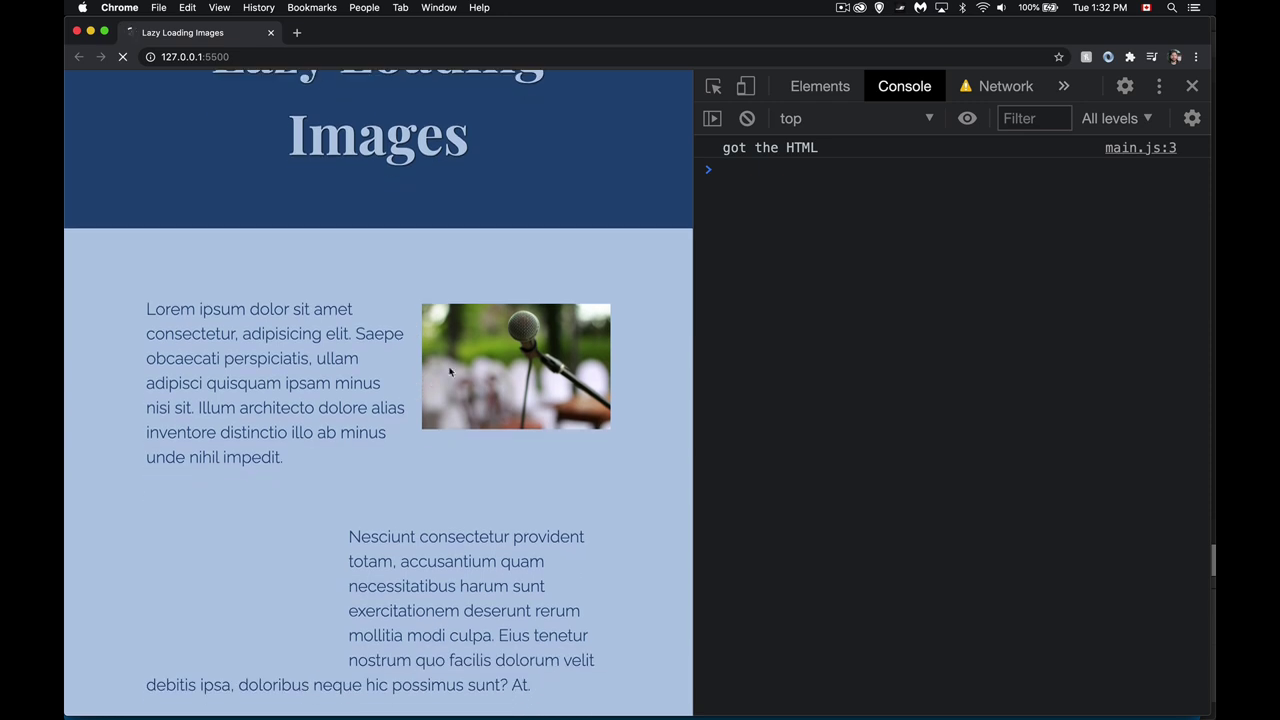 Chrome File Edit View History Bookmarks People Tab Window Help 100% Tue 1:32 PM
Lazy Loading Images
127.0.0.1:5500
Lazy Loading
Images
Elements Console Network
top Filter All levels
got the HTML main.js:3
Lorem ipsum dolor sit amet
consectetur, adipisicing elit. Saepe
obcaecati perspiciatis, ullam
adipisci quisquam ipsam minus
nisi sit. Illum architecto dolore alias
inventore distinctio illo ab minus
unde nihil impedit.
Nesciunt consectetur provident
totam, accusantium quam
necessitatibus harum sunt
exercitationem deserunt rerum
mollitia modi culpa. Eius tenetur
nostrum quo facilis dolorum velit
debitis ipsa, doloribus neque hic possimus sunt? At.